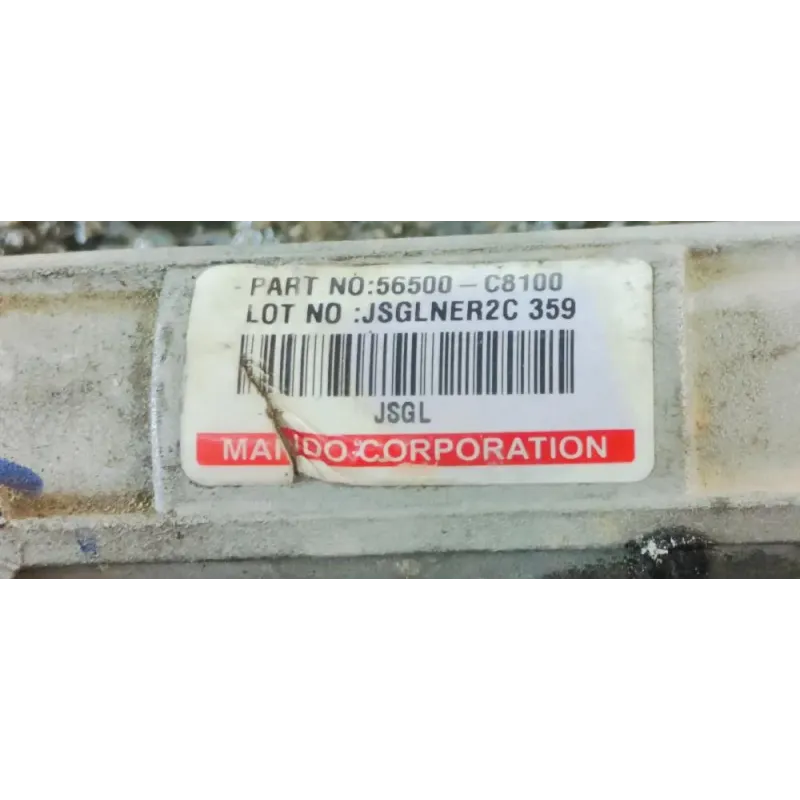 PART NO:56500-C8100
LOT NO :JSGLNER2C 359
JSGL
MANDO CORPORATION